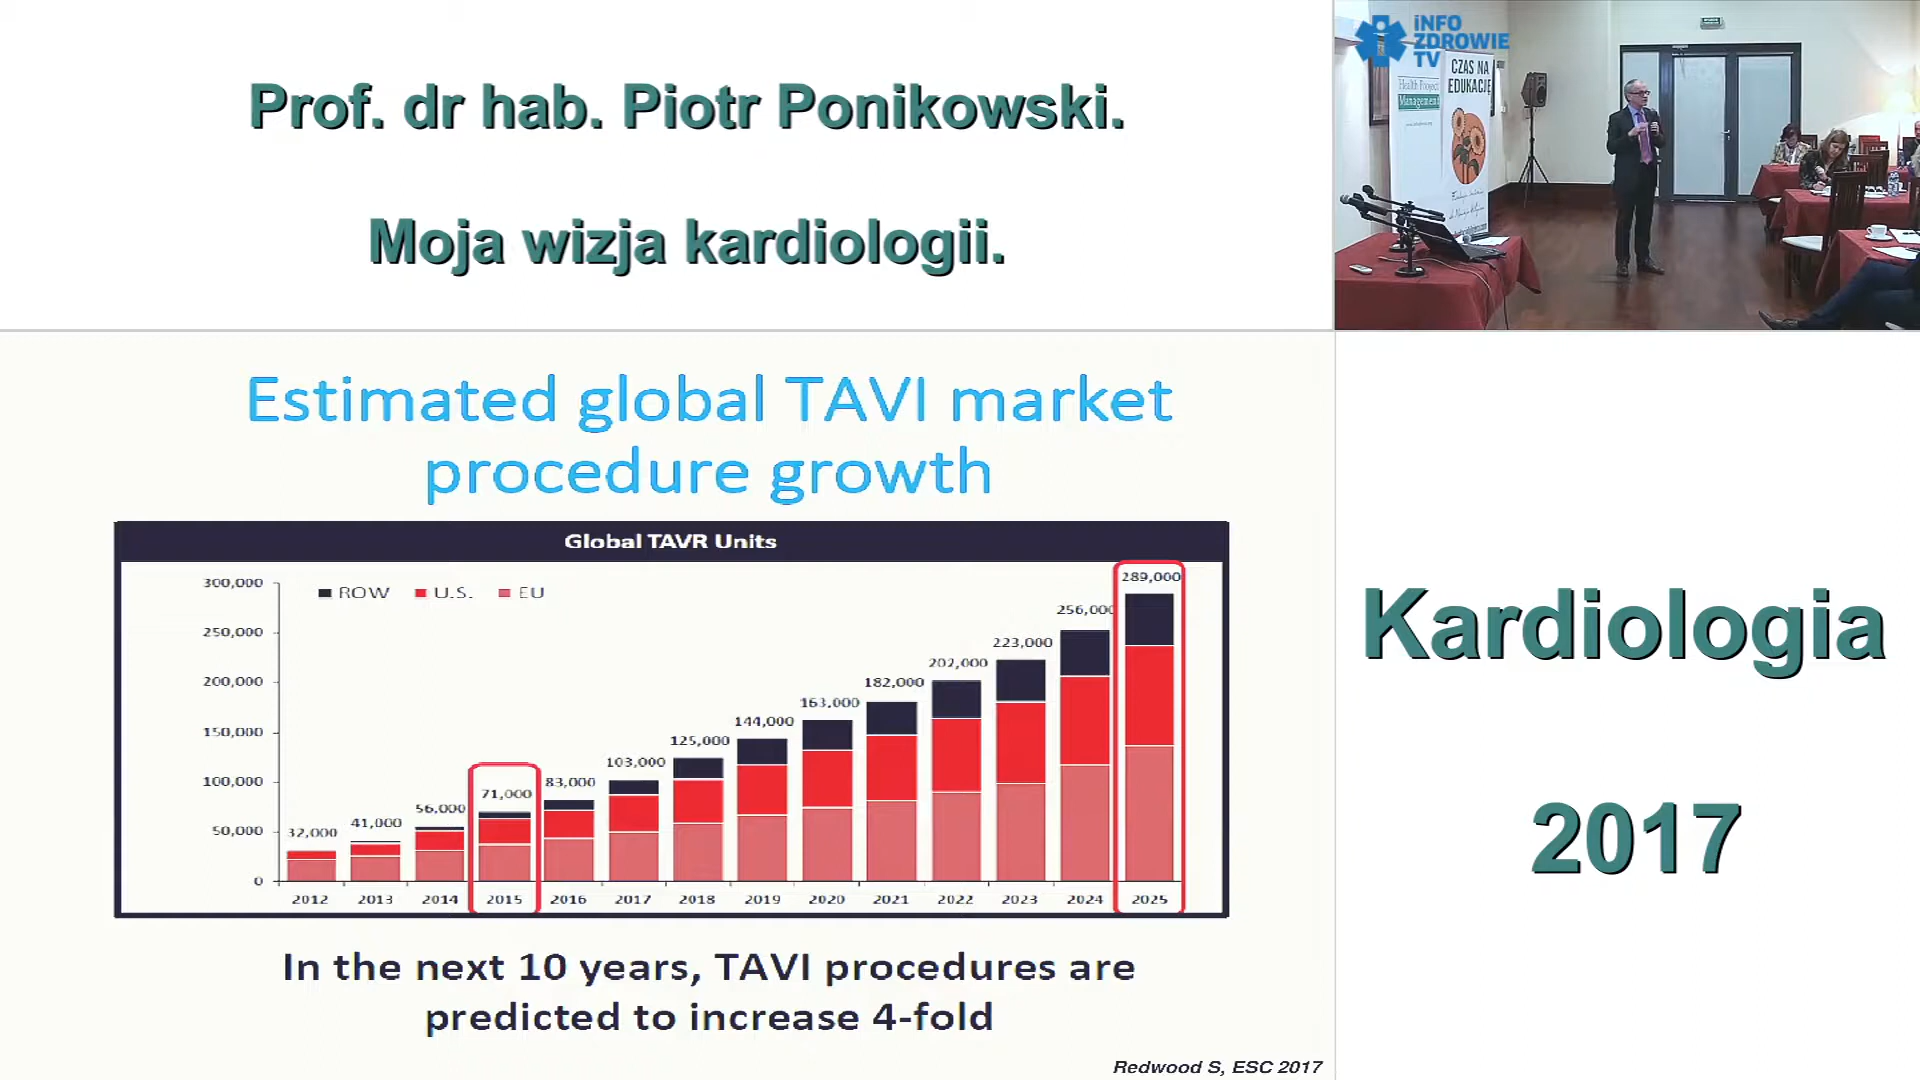 Prof. dr hab. Piotr Ponikowski.
Moja wizja kardiologii.
iNFO
ZDROWIE
TV
CZAS NA
EDUKACJĘ
Health Project
Management
Estimated global TAVI market
procedure growth
Global TAVR Units
ROW U.S. EU
300,000
250,000
200,000
150,000
100,000
50,000
0
32,000
41,000
56,000
71,000
83,000
103,000
125,000
144,000
163,000
182,000
202,000
223,000
256,000
289,000
2012 2013 2014 2015 2016 2017 2018 2019 2020 2021 2022 2023 2024 2025
In the next 10 years, TAVI procedures are
predicted to increase 4-fold
Redwood S, ESC 2017
Kardiologia
2017